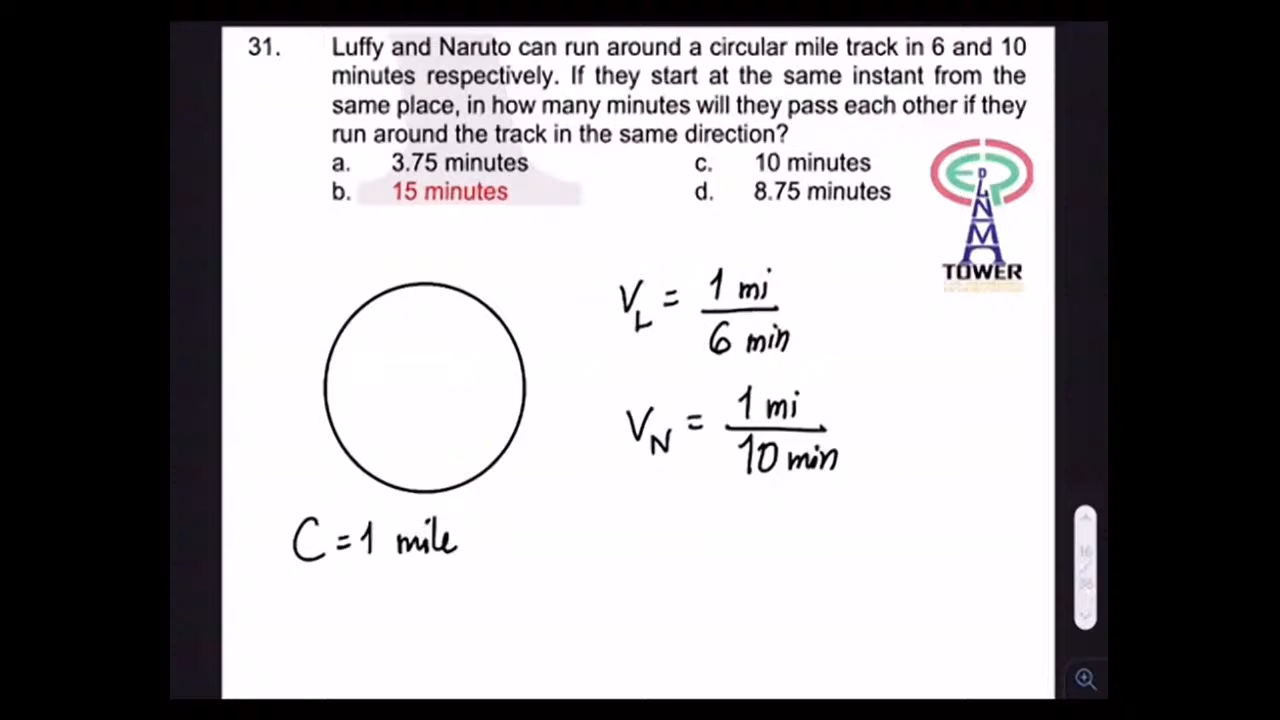 31. Luffy and Naruto can run around a circular mile track in 6 and 10
minutes respectively. If they start at the same instant from the
same place, in how many minutes will they pass each other if they
run around the track in the same direction?
a. 3.75 minutes c. 10 minutes
b. 15 minutes d. 8.75 minutes
TOWER
V_L = 1 mi / 6 min
V_N = 1 mi / 10 min
C = 1 mile